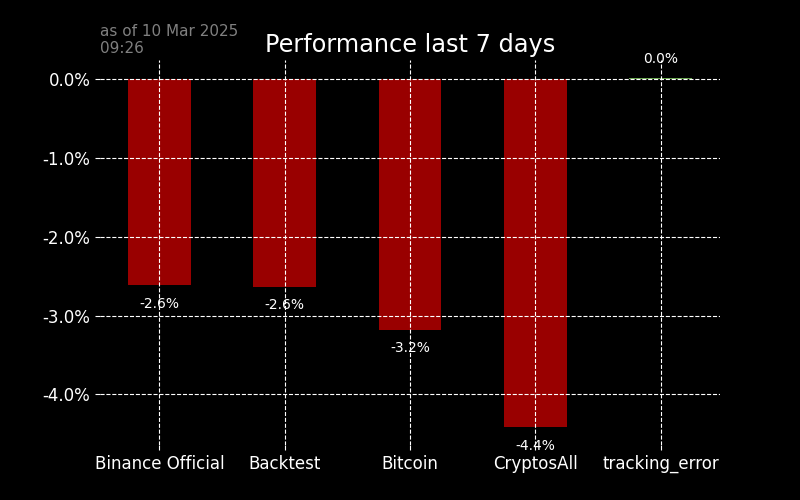 as of 10 Mar 2025
09:26
Performance last 7 days
0.0%
0.0%
-1.0%
-2.0%
-3.0%
-4.0%
-2.6%
-2.6%
-3.2%
-4.4%
Binance Official
Backtest
Bitcoin
CryptosAll
tracking_error